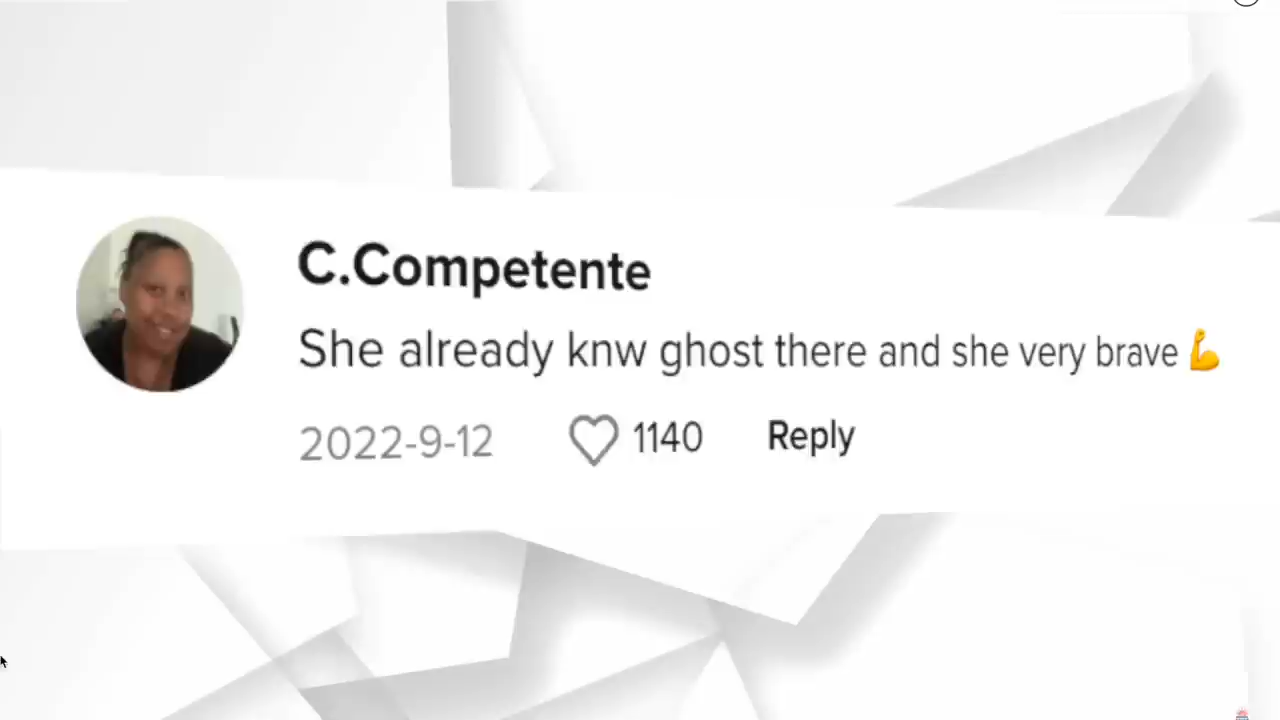 C.Competente
She already knw ghost there and she very brave 💪
2022-9-12 1140 Reply